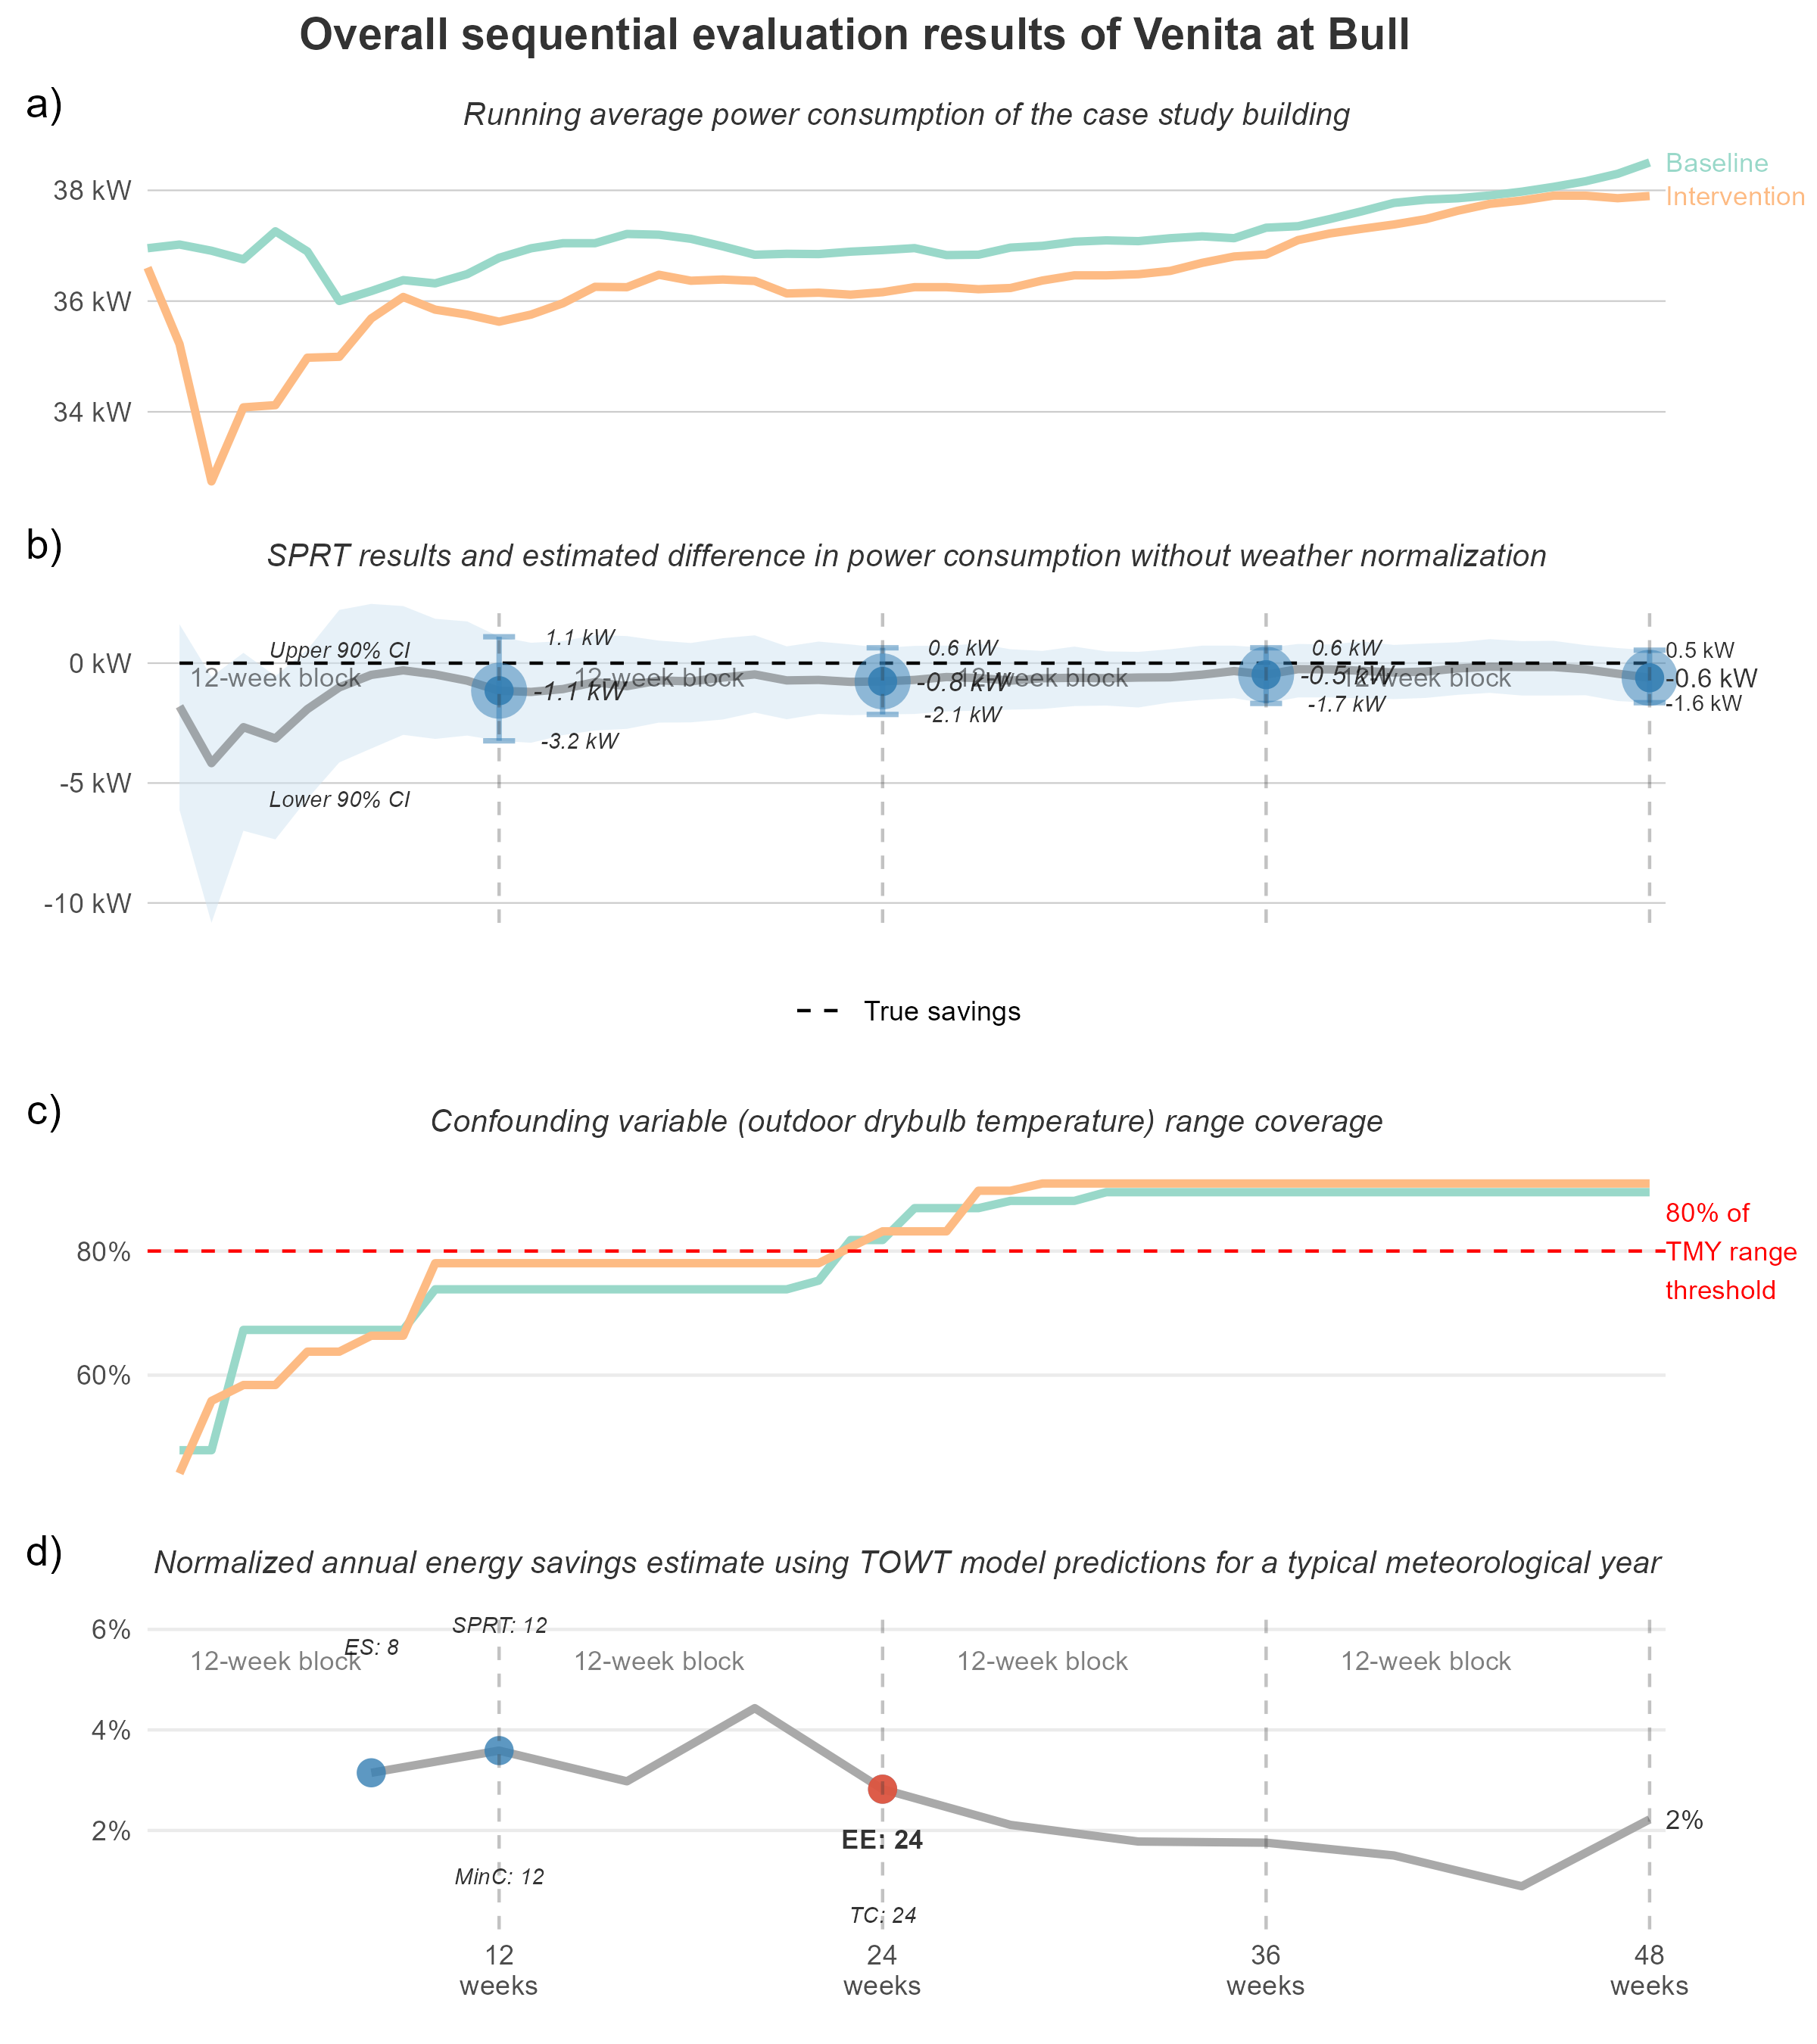 Overall sequential evaluation results of Venita at Bull
a)
Running average power consumption of the case study building
38 kW
36 kW
34 kW
Baseline
Intervention
b)
SPRT results and estimated difference in power consumption without weather normalization
0 kW
-5 kW
-10 kW
Upper 90% CI
Lower 90% CI
12-week block
12-week block
12-week block
12-week block
1.1 kW
-1.1 kW
-3.2 kW
0.6 kW
-0.8 kW
-2.1 kW
0.6 kW
-0.5 kW
-1.7 kW
0.5 kW
-0.6 kW
-1.6 kW
True savings
c)
Confounding variable (outdoor drybulb temperature) range coverage
80%
60%
80% of
TMY range
threshold
d)
Normalized annual energy savings estimate using TOWT model predictions for a typical meteorological year
6%
4%
2%
12-week block
12-week block
12-week block
12-week block
ES: 8
SPRT: 12
MinC: 12
EE: 24
TC: 24
2%
12
weeks
24
weeks
36
weeks
48
weeks